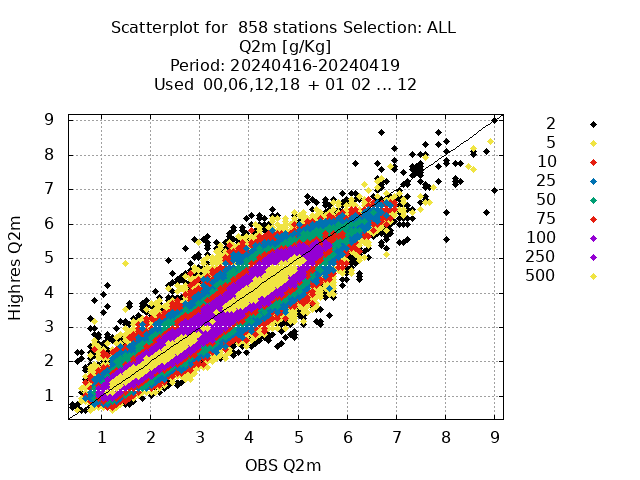 Scatterplot for 858 stations Selection: ALL
Q2m [g/Kg]
Period: 20240416-20240419
Used 00,06,12,18 + 01 02 ... 12
9
8
7
6
5
4
3
2
1
Highres Q2m
1 2 3 4 5 6 7 8 9
OBS Q2m
2
5
10
25
50
75
100
250
500